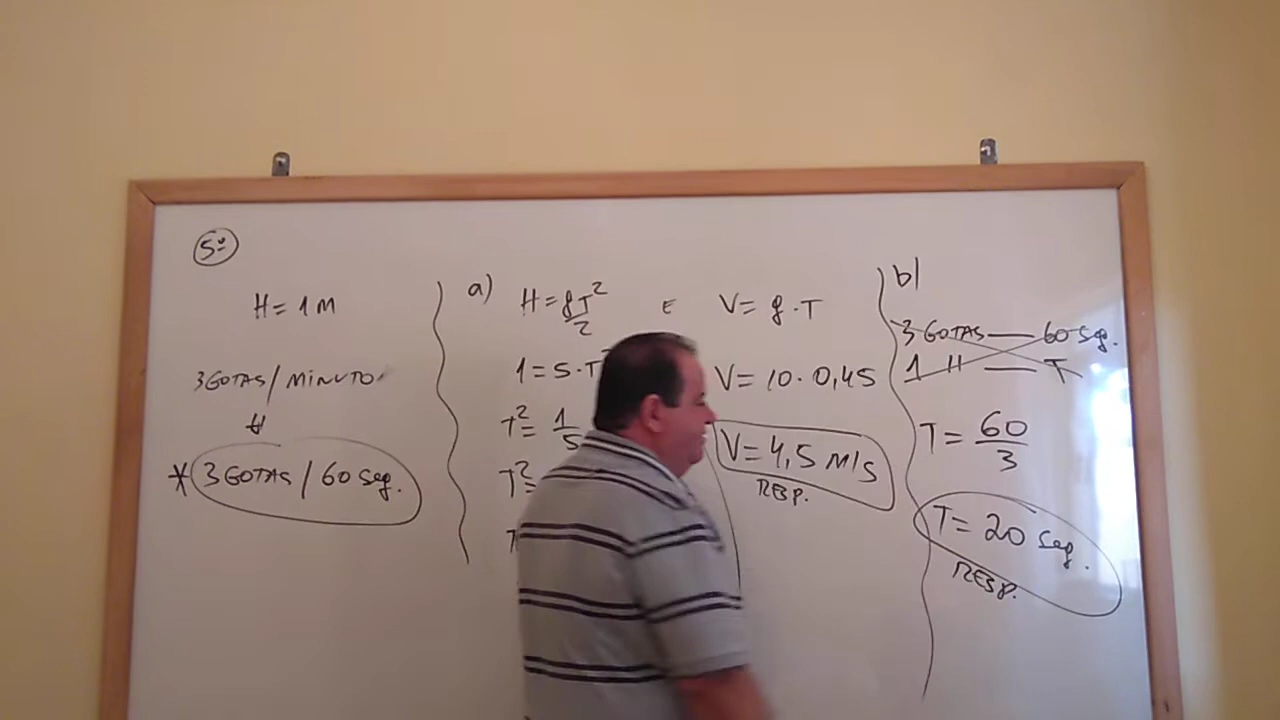 5º
H = 1 M
3 GOTAS / MINUTO
* 3 GOTAS / 60 seg.
a) H = gT²/2 E V = g · T
1 = 5 · T
T² = 1/5
T² =
T
V = 10 · 0,45
V = 4,5 M/S
RESP.
b)
3 GOTAS — 60 seg.
1 " — T
T = 60/3
T = 20 seg.
RESP.